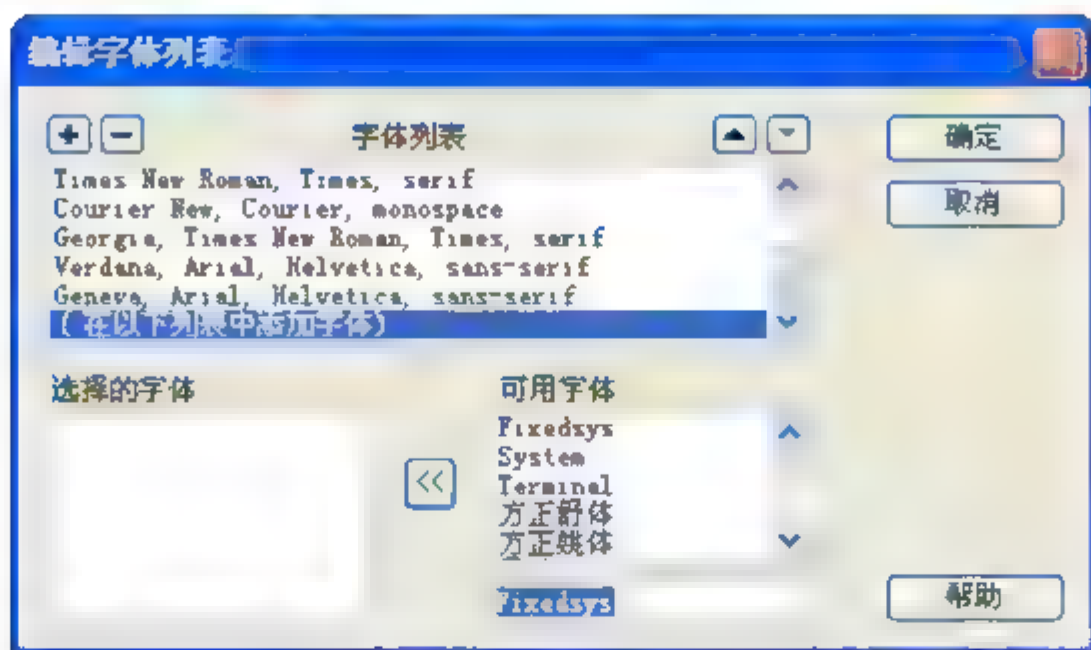 编辑字体列表
字体列表
确定
Times New Roman, Times, serif
取消
Courier New, Courier, monospace
Georgia, Times New Roman, Times, serif
Verdana, Arial, Helvetica, sans-serif
Geneva, Arial, Helvetica, sans-serif
(在以下列表中添加字体)
选择的字体
可用字体
Fixedsys
System
Terminal
方正舒体
方正姚体
<<
Fixedsys
帮助